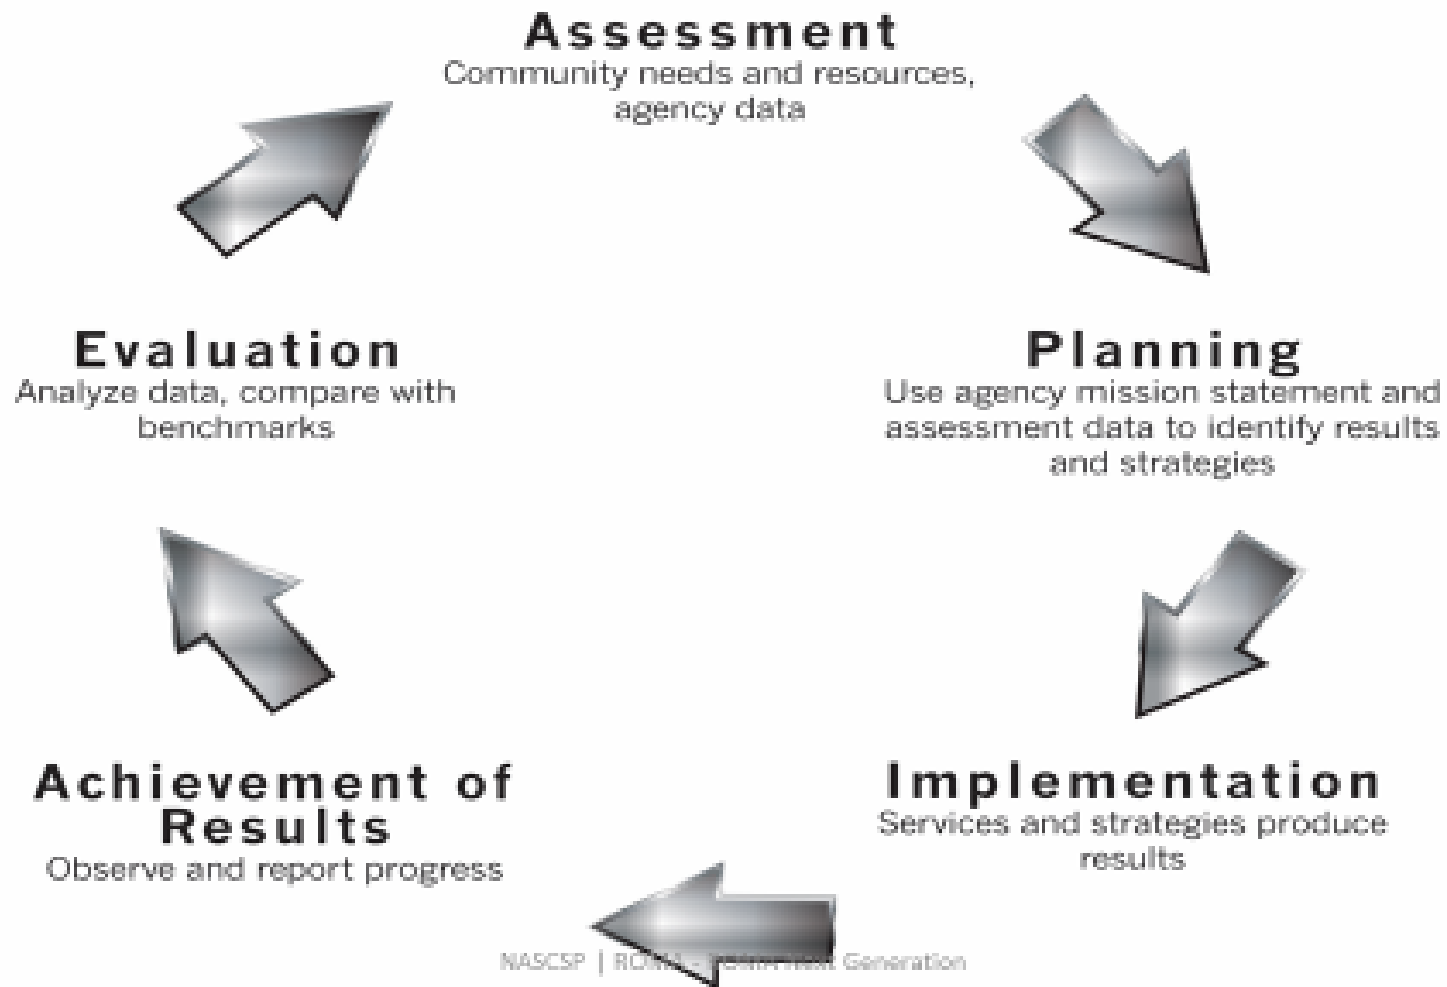 Assessment
Community needs and resources,
agency data
Planning
Use agency mission statement and
assessment data to identify results
and strategies
Implementation
Services and strategies produce
results
Achievement of
Results
Observe and report progress
Evaluation
Analyze data, compare with
benchmarks
NASCSP | ROMA - Generation